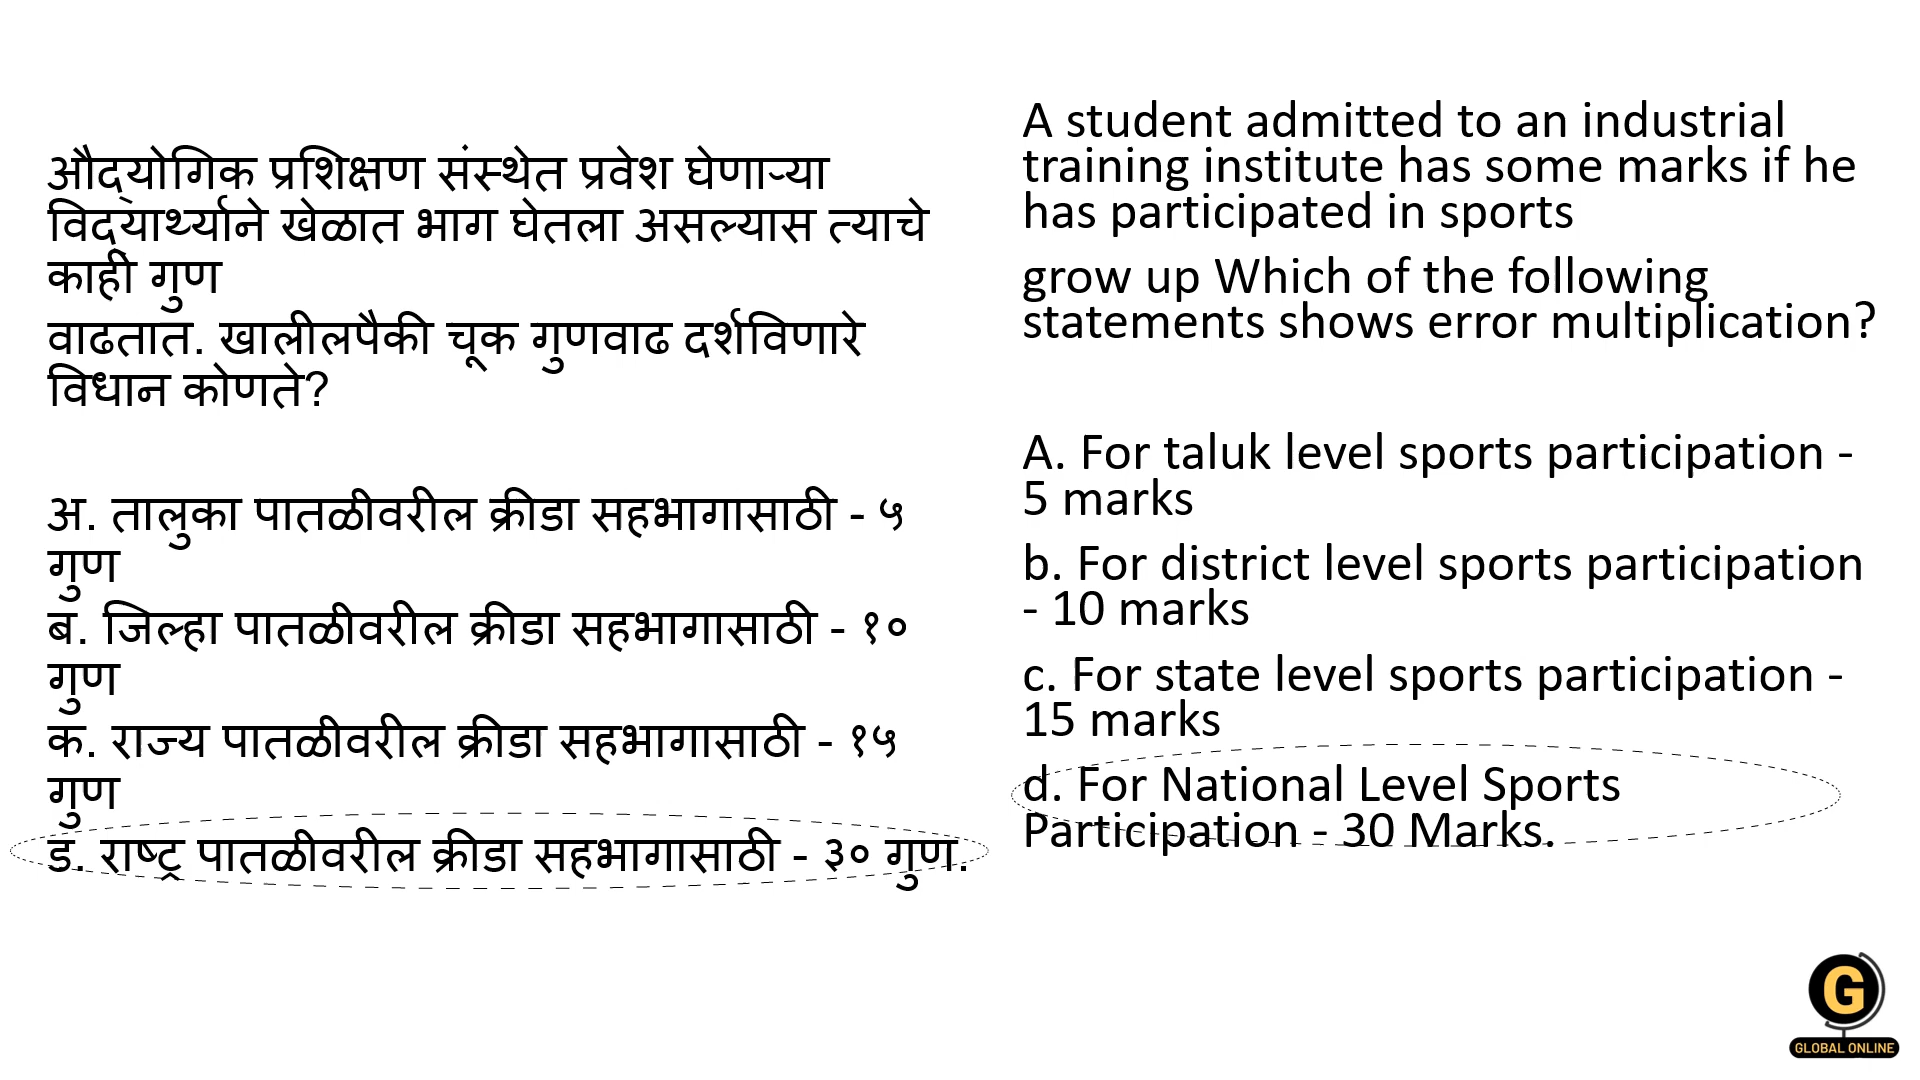 औद्योगिक प्रशिक्षण संस्थेत प्रवेश घेणाऱ्या
विद्यार्थ्याने खेळात भाग घेतला असल्यास त्याचे
काही गुण
वाढतात. खालीलपैकी चूक गुणवाढ दर्शविणारे
विधान कोणते?
अ. तालुका पातळीवरील क्रीडा सहभागासाठी - ५
गुण
ब. जिल्हा पातळीवरील क्रीडा सहभागासाठी - १०
गुण
क. राज्य पातळीवरील क्रीडा सहभागासाठी - १५
गुण
ड. राष्ट्र पातळीवरील क्रीडा सहभागासाठी - ३० गुण.
A student admitted to an industrial
training institute has some marks if he
has participated in sports
grow up Which of the following
statements shows error multiplication?
A. For taluk level sports participation -
5 marks
b. For district level sports participation
- 10 marks
c. For state level sports participation -
15 marks
d. For National Level Sports
Participation - 30 Marks.
G
GLOBAL ONLINE